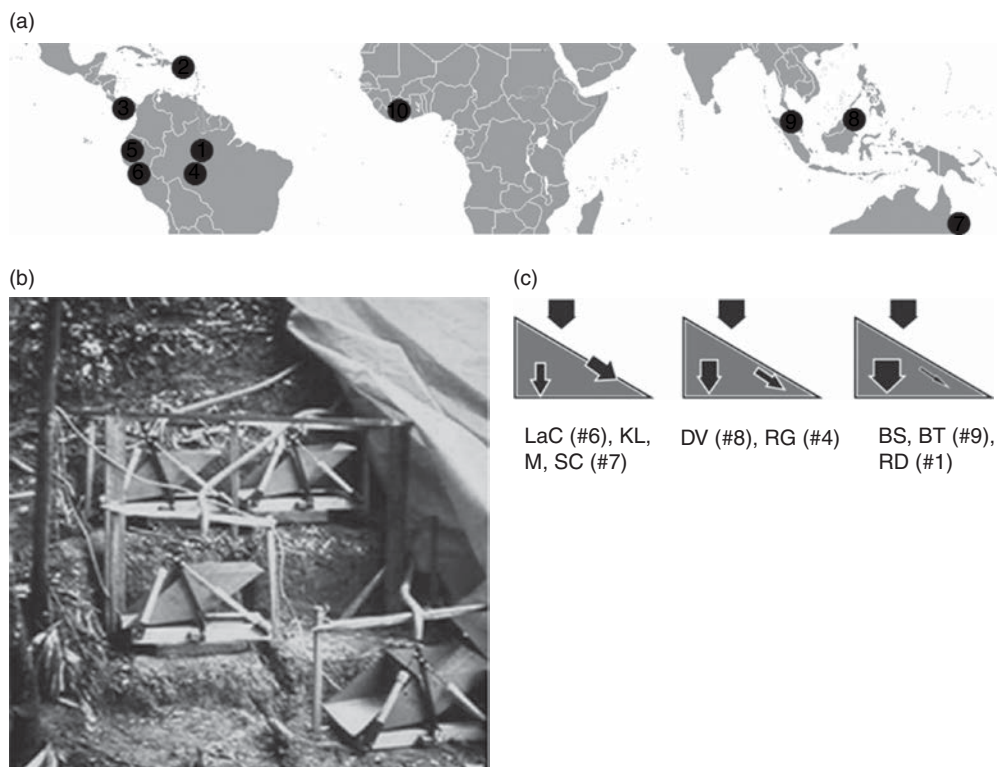 (a)
2
3
10
5
1
6
4
9
8
7
(b)
(c)
LaC (#6), KL,
M, SC (#7)
DV (#8), RG (#4)
BS, BT (#9),
RD (#1)